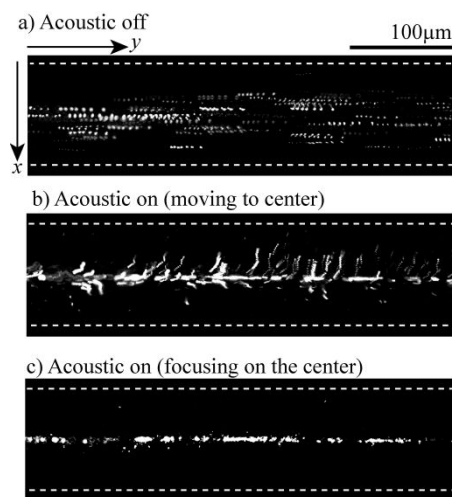 a) Acoustic off
100μm
y
x
b) Acoustic on (moving to center)
c) Acoustic on (focusing on the center)